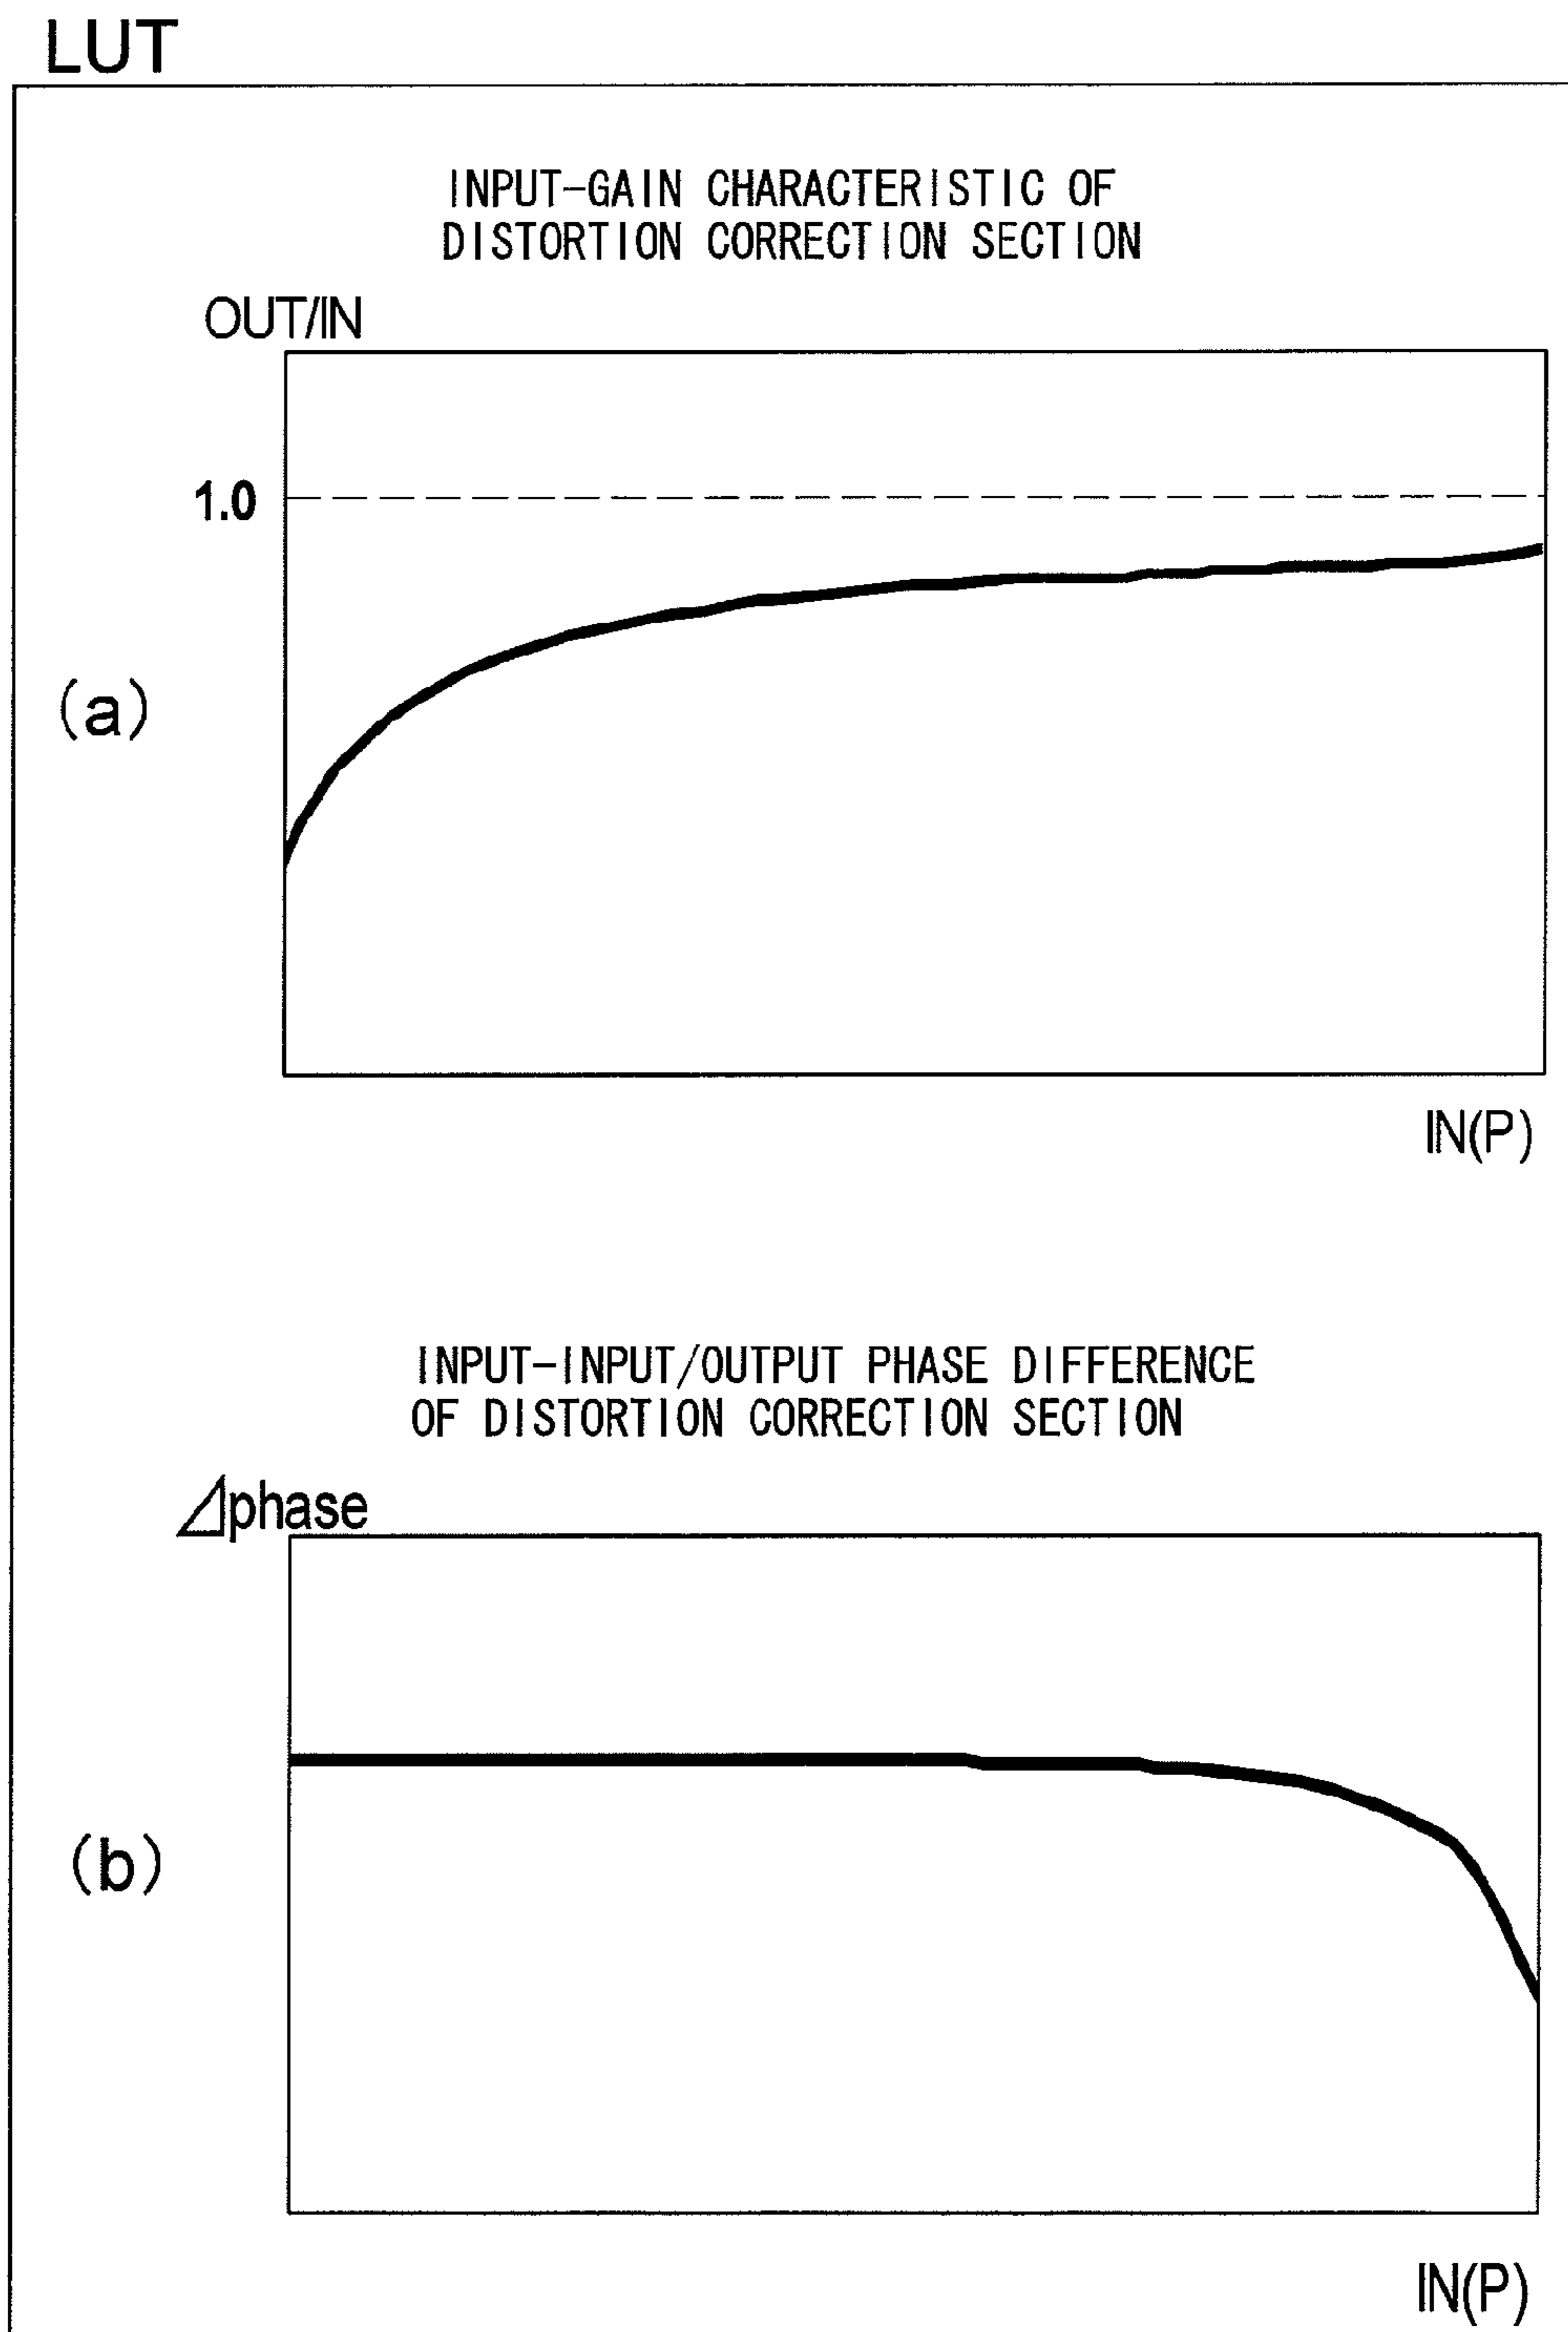 LUT
INPUT-GAIN CHARACTERISTIC OF
DISTORTION CORRECTION SECTION
OUT/IN
1.0
(a)
IN(P)
INPUT-INPUT/OUTPUT PHASE DIFFERENCE
OF DISTORTION CORRECTION SECTION
⊿phase
(b)
IN(P)